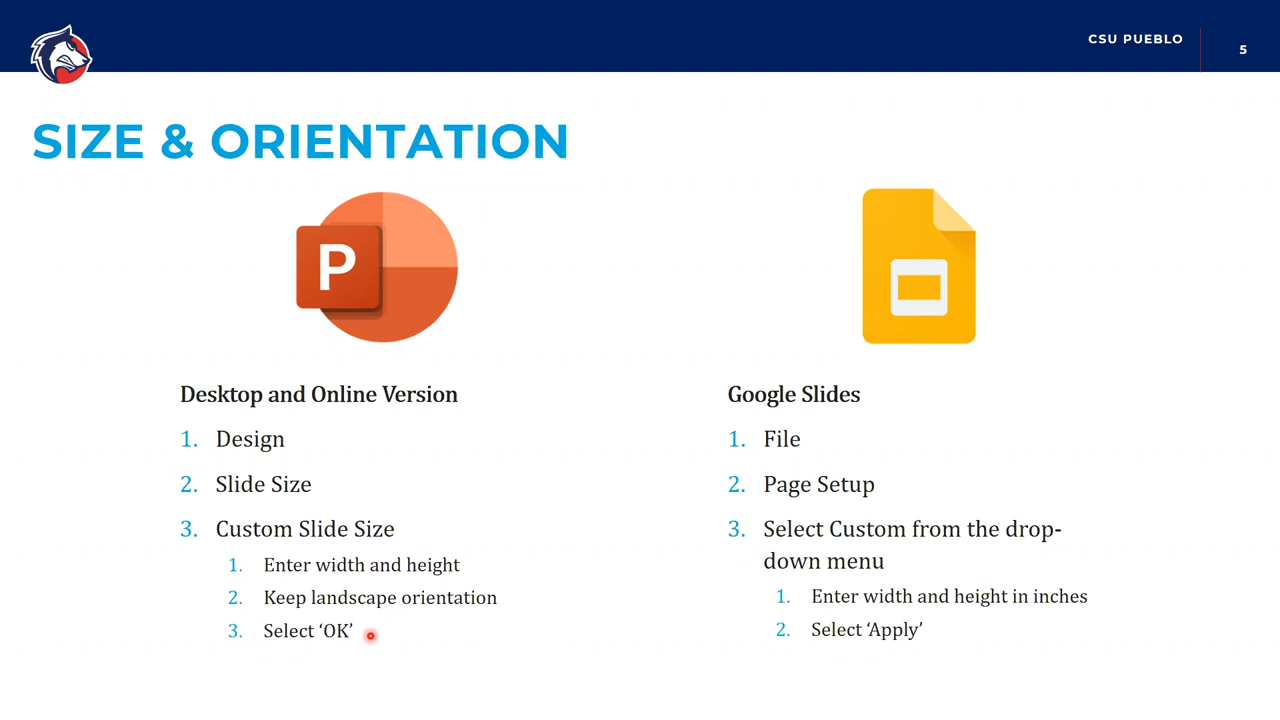 CSU PUEBLO
5
SIZE & ORIENTATION
P
Desktop and Online Version
1. Design
2. Slide Size
3. Custom Slide Size
1. Enter width and height
2. Keep landscape orientation
3. Select ‘OK’
Google Slides
1. File
2. Page Setup
3. Select Custom from the drop-
down menu
1. Enter width and height in inches
2. Select ‘Apply’